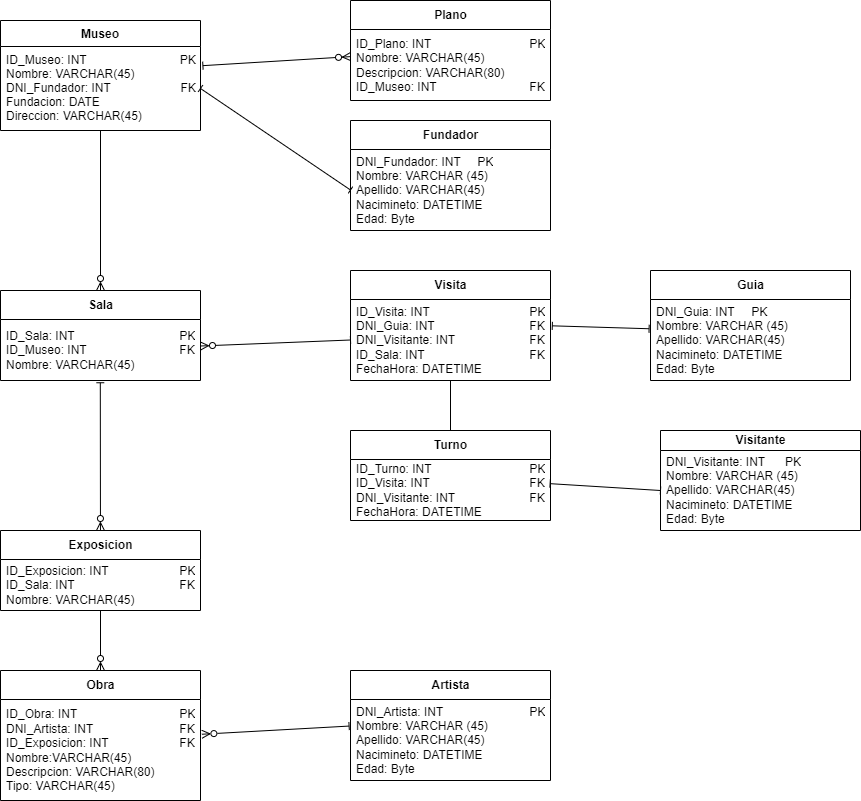 Museo
ID_Museo: INT PK
Nombre: VARCHAR(45)
DNI_Fundador: INT FK
Fundacion: DATE
Direccion: VARCHAR(45)
Plano
ID_Plano: INT PK
Nombre: VARCHAR(45)
Descripcion: VARCHAR(80)
ID_Museo: INT FK
Fundador
DNI_Fundador: INT PK
Nombre: VARCHAR (45)
Apellido: VARCHAR(45)
Nacimineto: DATETIME
Edad: Byte
Sala
ID_Sala: INT PK
ID_Museo: INT FK
Nombre: VARCHAR(45)
Visita
ID_Visita: INT PK
DNI_Guia: INT FK
DNI_Visitante: INT FK
ID_Sala: INT FK
FechaHora: DATETIME
Guia
DNI_Guia: INT PK
Nombre: VARCHAR (45)
Apellido: VARCHAR(45)
Nacimineto: DATETIME
Edad: Byte
Turno
ID_Turno: INT PK
ID_Visita: INT FK
DNI_Visitante: INT FK
FechaHora: DATETIME
Visitante
DNI_Visitante: INT PK
Nombre: VARCHAR (45)
Apellido: VARCHAR(45)
Nacimineto: DATETIME
Edad: Byte
Exposicion
ID_Exposicion: INT PK
ID_Sala: INT FK
Nombre: VARCHAR(45)
Obra
ID_Obra: INT PK
DNI_Artista: INT FK
ID_Exposicion: INT FK
Nombre:VARCHAR(45)
Descripcion: VARCHAR(80)
Tipo: VARCHAR(45)
Artista
DNI_Artista: INT PK
Nombre: VARCHAR (45)
Apellido: VARCHAR(45)
Nacimineto: DATETIME
Edad: Byte